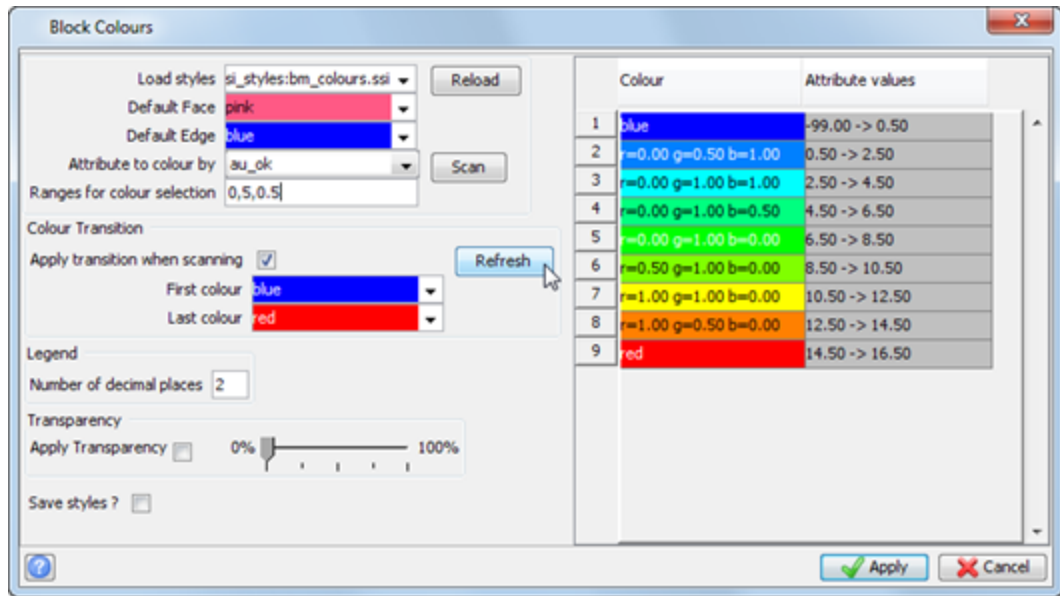 Block Colours
Load styles si_styles:bm_colours.ssi Reload
Default Face pink
Default Edge blue
Attribute to colour by au_ok Scan
Ranges for colour selection 0,5,0.5
Colour Transition
Apply transition when scanning Refresh
First colour blue
Last colour red
Legend
Number of decimal places 2
Transparency
Apply Transparency 0% 100%
Save styles ?
Colour Attribute values
1 blue -99.00 -> 0.50
2 r=0.00 g=0.50 b=1.00 0.50 -> 2.50
3 r=0.00 g=1.00 b=1.00 2.50 -> 4.50
4 r=0.00 g=1.00 b=0.50 4.50 -> 6.50
5 r=0.00 g=1.00 b=0.00 6.50 -> 8.50
6 r=0.50 g=1.00 b=0.00 8.50 -> 10.50
7 r=1.00 g=1.00 b=0.00 10.50 -> 12.50
8 r=1.00 g=0.50 b=0.00 12.50 -> 14.50
9 red 14.50 -> 16.50
? Apply Cancel